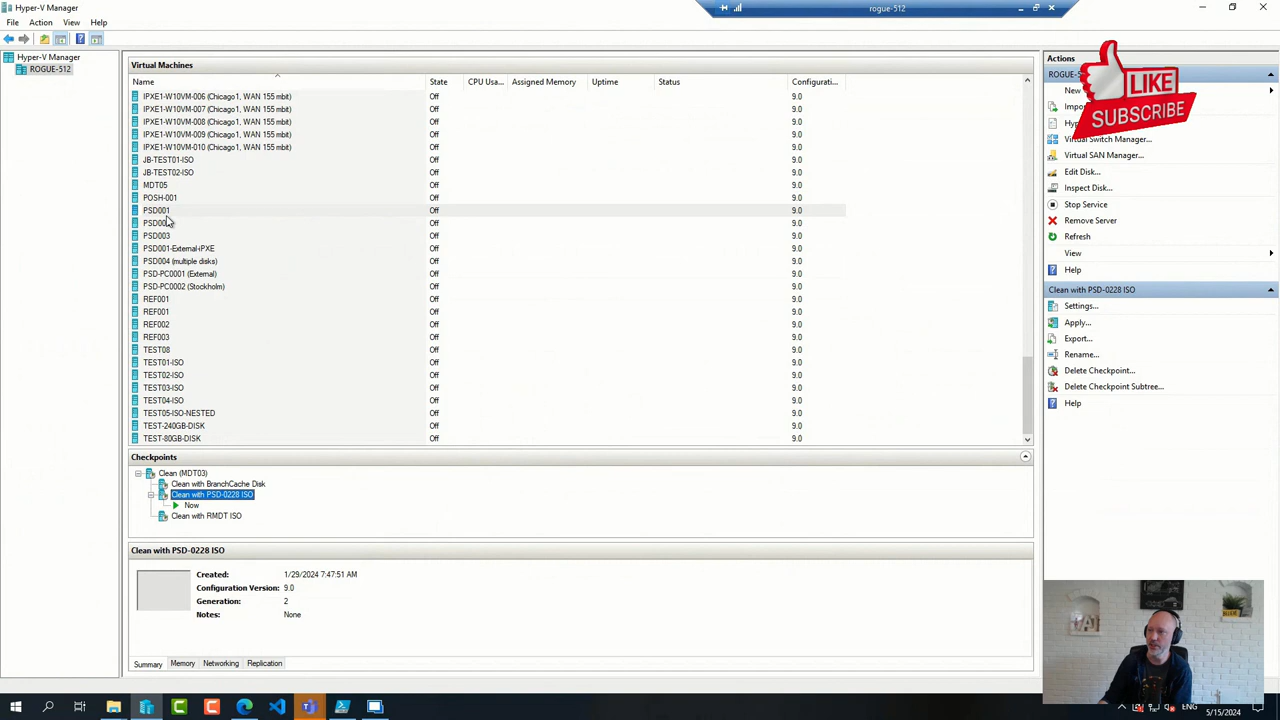 Hyper-V Manager
rogue-512
File Action View Help
Hyper-V Manager
ROGUE-512
Virtual Machines
Name State CPU Usa... Assigned Memory Uptime Status Configurati...
IPXE1-W10VM-006 (Chicago1, WAN 155 mbit) Off 9.0
IPXE1-W10VM-007 (Chicago1, WAN 155 mbit) Off 9.0
IPXE1-W10VM-008 (Chicago1, WAN 155 mbit) Off 9.0
IPXE1-W10VM-009 (Chicago1, WAN 155 mbit) Off 9.0
IPXE1-W10VM-010 (Chicago1, WAN 155 mbit) Off 9.0
JB-TEST01-ISO Off 9.0
JB-TEST02-ISO Off 9.0
MDT05 Off 9.0
POSH-001 Off 9.0
PSD001 Off 9.0
Off 9.0
PSD003 Off 9.0
PSD001-External-iPXE Off 9.0
PSD004 (multiple disks) Off 9.0
PSD-PC0001 (External) Off 9.0
PSD-PC0002 (Stockholm) Off 9.0
REF001 Off 9.0
REF001 Off 9.0
REF002 Off 9.0
REF003 Off 9.0
TEST08 Off 9.0
TEST01-ISO Off 9.0
TEST02-ISO Off 9.0
TEST03-ISO Off 9.0
TEST04-ISO Off 9.0
TEST05-ISO-NESTED Off 9.0
TEST-240GB-DISK Off 9.0
TEST-80GB-DISK Off 9.0
Checkpoints
Clean (MDT03)
Clean with BranchCache Disk
Clean with PSD-0228 ISO
Now
Clean with RMDT ISO
Clean with PSD-0228 ISO
Created: 1/29/2024 7:47:51 AM
Configuration Version: 9.0
Generation: 2
Notes: None
Summary Memory Networking Replication
Actions
LIKE
SUBSCRIBE
New
Virtual Switch Manager...
Virtual SAN Manager...
Edit Disk...
Inspect Disk...
Stop Service
Remove Server
Refresh
View
Help
Clean with PSD-0228 ISO
Settings...
Apply...
Export...
Rename...
Delete Checkpoint...
Delete Checkpoint Subtree...
Help
ENG
5/15/2024